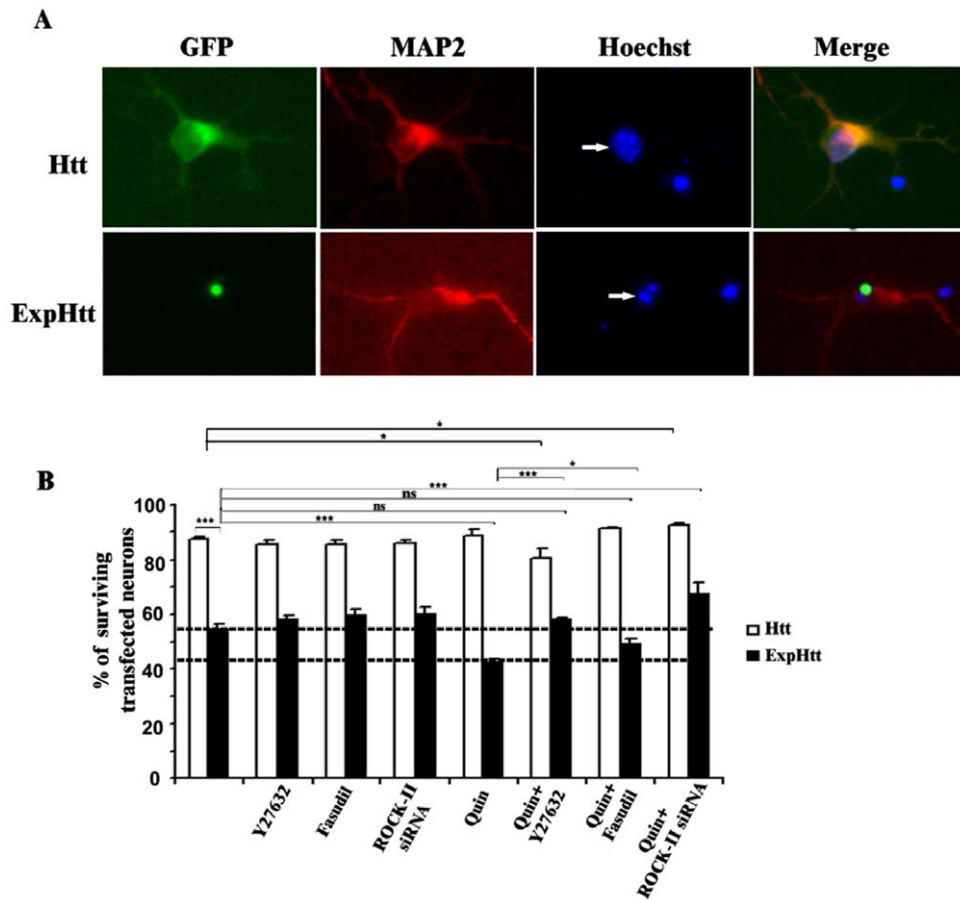 A
GFP MAP2 Hoechst Merge
Htt
ExpHtt
B
*
*
*
***
***
ns
ns
***
***
% of surviving
transfected neurons
100
80
60
40
20
0
Htt
ExpHtt
Y27632
Fasudil
ROCK-II
siRNA
Quin
Quin+
Y27632
Quin+
Fasudil
Quin+
ROCK-II siRNA